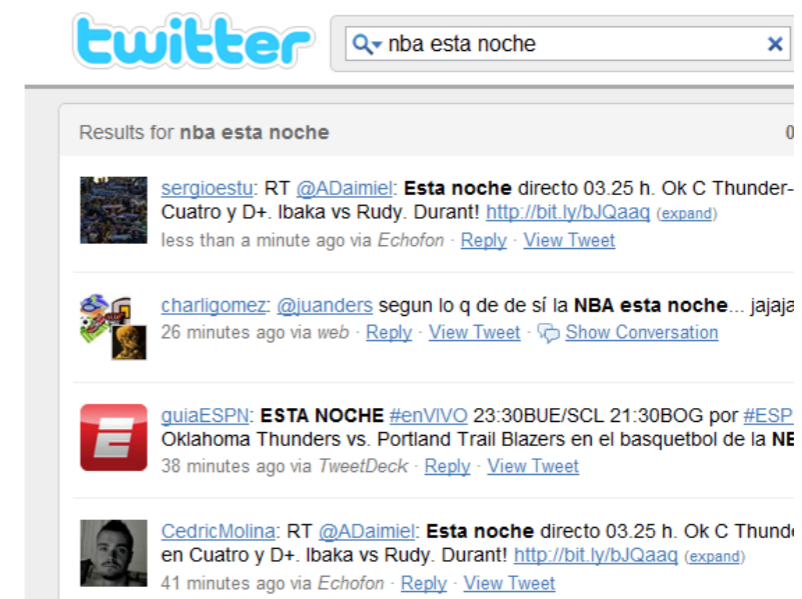 twitter
nba esta noche
Results for nba esta noche
0
sergioestu: RT @ADaimiel: Esta noche directo 03.25 h. Ok C Thunder-
Cuatro y D+. Ibaka vs Rudy. Durant! http://bit.ly/bJQaaq (expand)
less than a minute ago via Echofon · Reply · View Tweet
charligomez: @juanders segun lo q de de sí la NBA esta noche... jajaja
26 minutes ago via web · Reply · View Tweet · Show Conversation
guiaESPN: ESTA NOCHE #enVIVO 23:30BUE/SCL 21:30BOG por #ESP
Oklahoma Thunders vs. Portland Trail Blazers en el basquetbol de la NB
38 minutes ago via TweetDeck · Reply · View Tweet
CedricMolina: RT @ADaimiel: Esta noche directo 03.25 h. Ok C Thund
en Cuatro y D+. Ibaka vs Rudy. Durant! http://bit.ly/bJQaaq (expand)
41 minutes ago via Echofon · Reply · View Tweet